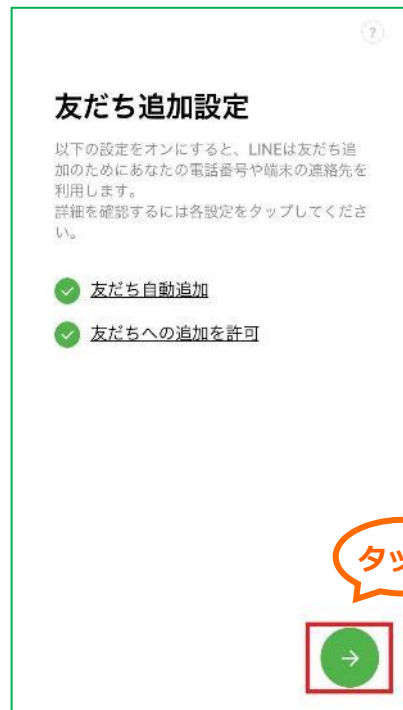 ?
友だち追加設定
以下の設定をオンにすると、LINEは友だち追
加のためにあなたの電話番号や端末の連絡先を
利用します。
詳細を確認するには各設定をタップしてくださ
い。
友だち自動追加
友だちへの追加を許可
タッ